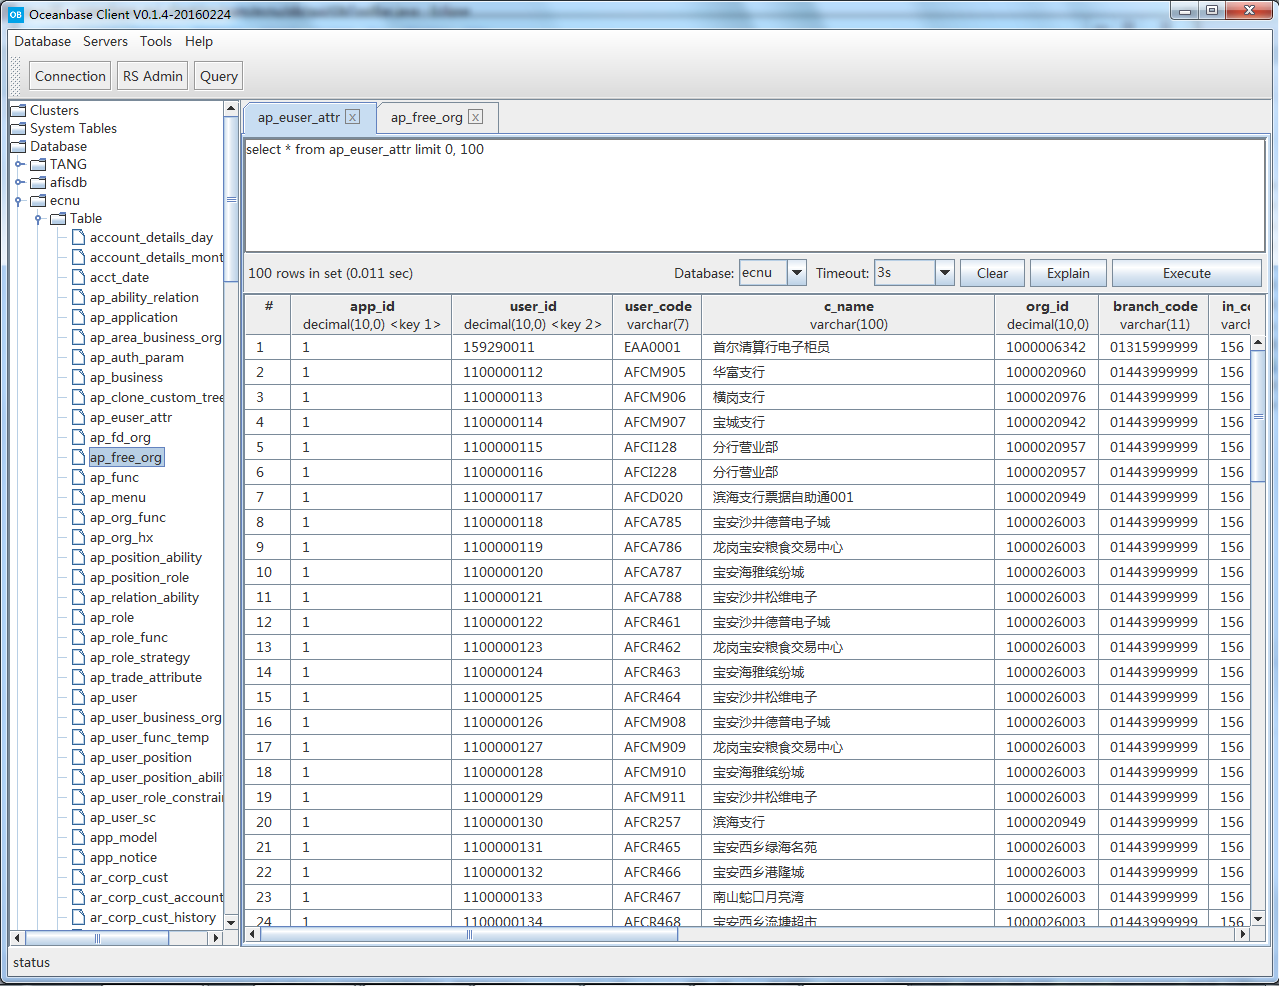 Oceanbase Client V0.1.4-20160224
Database Servers Tools Help
Connection RS Admin Query
Clusters
System Tables
Database
TANG
afisdb
ecnu
Table
account_details_day
account_details_mont
acct_date
ap_ability_relation
ap_application
ap_area_business_org
ap_auth_param
ap_business
ap_clone_custom_tree
ap_euser_attr
ap_fd_org
ap_free_org
ap_func
ap_menu
ap_org_func
ap_org_hx
ap_position_ability
ap_position_role
ap_relation_ability
ap_role
ap_role_func
ap_role_strategy
ap_trade_attribute
ap_user
ap_user_business_org
ap_user_func_temp
ap_user_position
ap_user_position_abili
ap_user_role_constrain
ap_user_sc
app_model
app_notice
ar_corp_cust
ar_corp_cust_account
ar_corp_cust_history
ap_euser_attr x ap_free_org x
select * from ap_euser_attr limit 0, 100
100 rows in set (0.011 sec) Database: ecnu Timeout: 3s Clear Explain Execute
# app_id user_id user_code c_name org_id branch_code in_co
decimal(10,0) <key 1> decimal(10,0) <key 2> varchar(7) varchar(100) decimal(10,0) varchar(11) varch
1 1 159290011 EAA0001 首尔清算行电子柜员 1000006342 01315999999 156
2 1 1100000112 AFCM905 华富支行 1000020960 01443999999 156
3 1 1100000113 AFCM906 横岗支行 1000020976 01443999999 156
4 1 1100000114 AFCM907 宝城支行 1000020942 01443999999 156
5 1 1100000115 AFCI128 分行营业部 1000020957 01443999999 156
6 1 1100000116 AFCI228 分行营业部 1000020957 01443999999 156
7 1 1100000117 AFCD020 滨海支行票据自助通001 1000020949 01443999999 156
8 1 1100000118 AFCA785 宝安沙井德普电子城 1000026003 01443999999 156
9 1 1100000119 AFCA786 龙岗宝安粮食交易中心 1000026003 01443999999 156
10 1 1100000120 AFCA787 宝安海雅缤纷城 1000026003 01443999999 156
11 1 1100000121 AFCA788 宝安沙井松维电子 1000026003 01443999999 156
12 1 1100000122 AFCR461 宝安沙井德普电子城 1000026003 01443999999 156
13 1 1100000123 AFCR462 龙岗宝安粮食交易中心 1000026003 01443999999 156
14 1 1100000124 AFCR463 宝安海雅缤纷城 1000026003 01443999999 156
15 1 1100000125 AFCR464 宝安沙井松维电子 1000026003 01443999999 156
16 1 1100000126 AFCM908 宝安沙井德普电子城 1000026003 01443999999 156
17 1 1100000127 AFCM909 龙岗宝安粮食交易中心 1000026003 01443999999 156
18 1 1100000128 AFCM910 宝安海雅缤纷城 1000026003 01443999999 156
19 1 1100000129 AFCM911 宝安沙井松维电子 1000026003 01443999999 156
20 1 1100000130 AFCR257 滨海支行 1000020949 01443999999 156
21 1 1100000131 AFCR465 宝安西乡绿海名苑 1000026003 01443999999 156
22 1 1100000132 AFCR466 宝安西乡港隆城 1000026003 01443999999 156
23 1 1100000133 AFCR467 南山蛇口月亮湾 1000026003 01443999999 156
24 1 1100000134 AFCR468 宝安西乡流塘超市 1000026003 01443999999 156
status